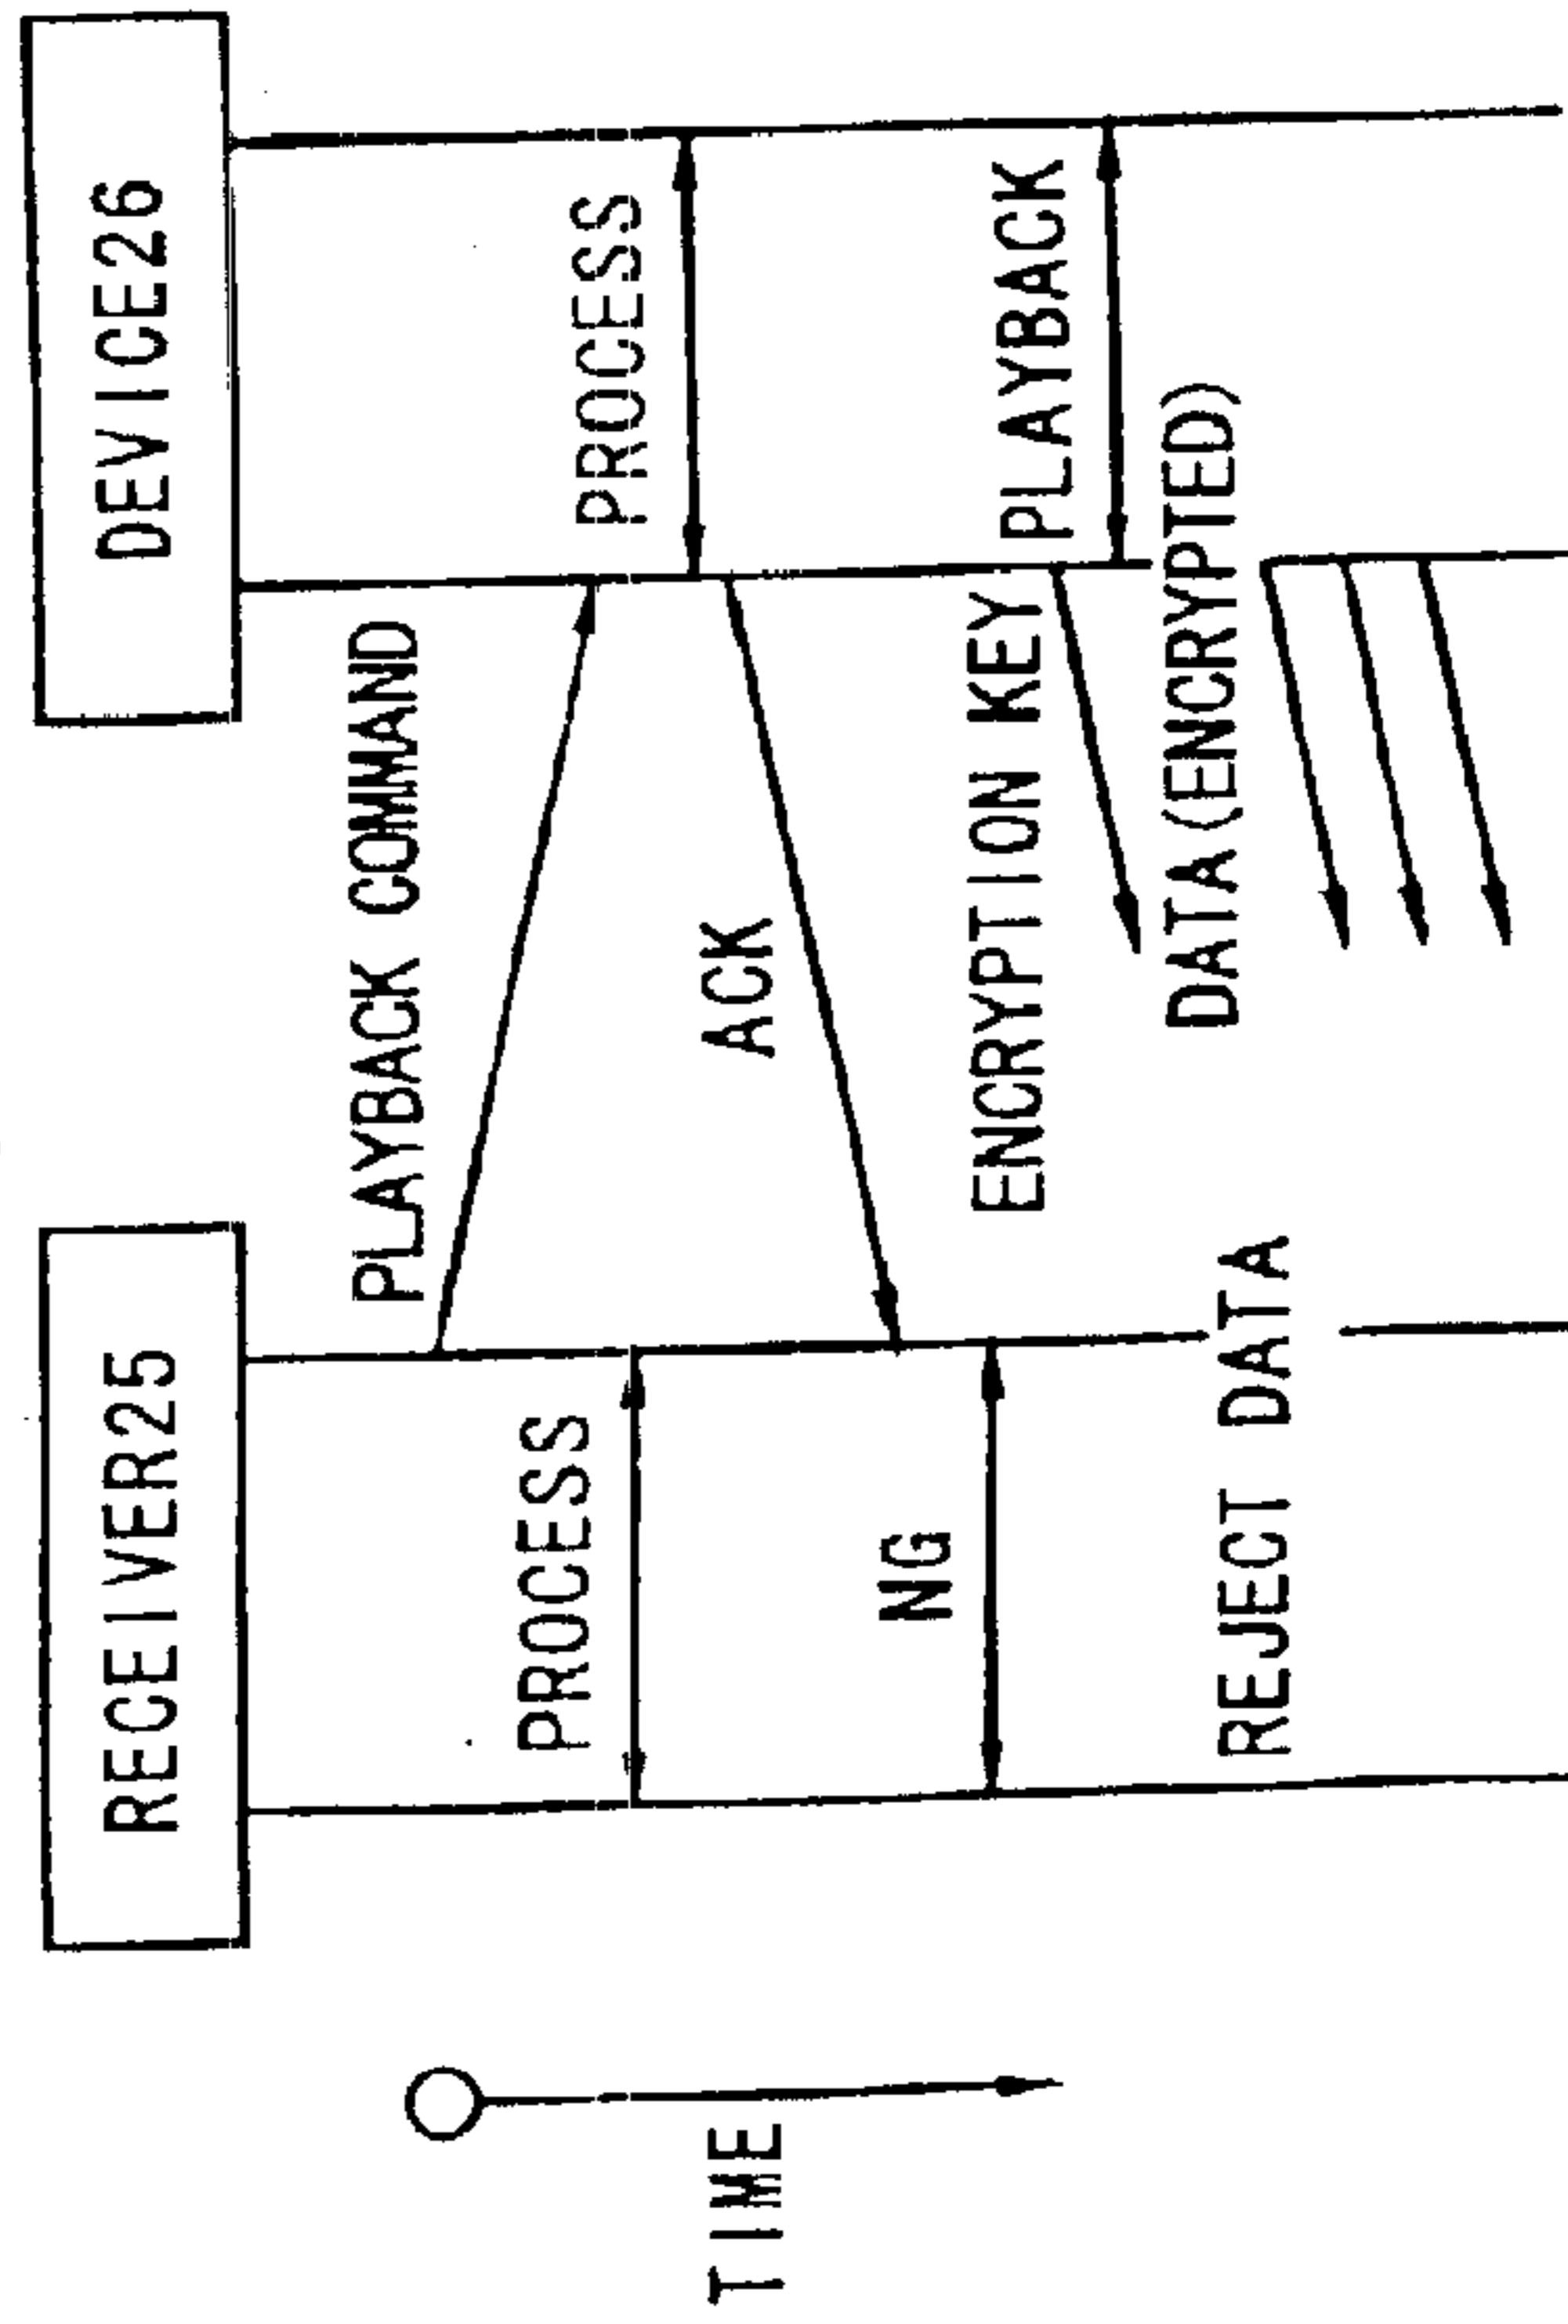 RECEIVER25
DEVICE26
PLAYBACK COMMAND
PROCESS
PROCESS
TIME
ACK
NG
ENCRYPTION KEY
PLAYBACK
DATA(ENCRYPTED)
REJECT DATA